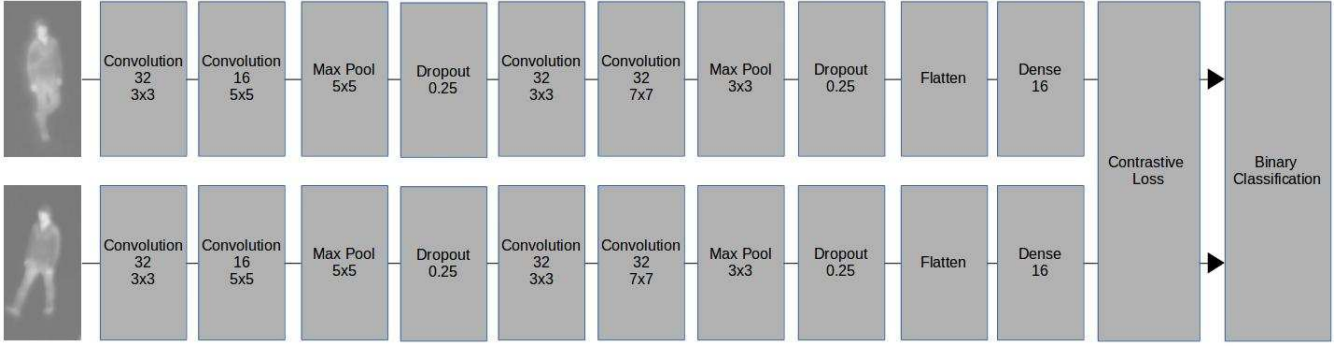 Convolution
32
3x3
Convolution
16
5x5
Max Pool
5x5
Dropout
0.25
Convolution
32
3x3
Convolution
32
7x7
Max Pool
3x3
Dropout
0.25
Flatten
Dense
16
Convolution
32
3x3
Convolution
16
5x5
Max Pool
5x5
Dropout
0.25
Convolution
32
3x3
Convolution
32
7x7
Max Pool
3x3
Dropout
0.25
Flatten
Dense
16
Contrastive
Loss
Binary
Classification